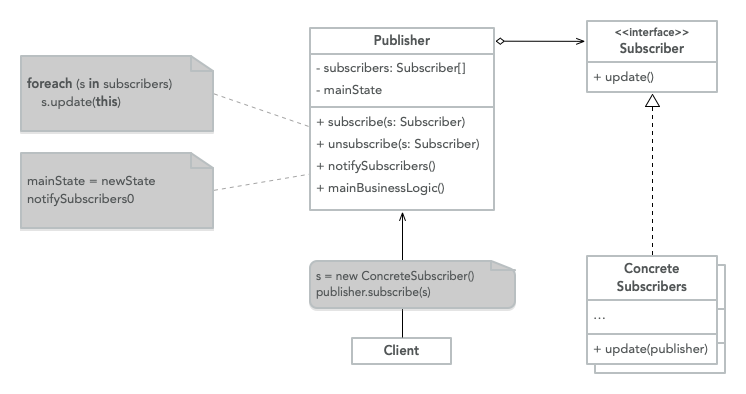 Publisher
- subscribers: Subscriber[]
- mainState
+ subscribe(s: Subscriber)
+ unsubscribe(s: Subscriber)
+ notifySubscribers()
+ mainBusinessLogic()
<<interface>>
Subscriber
+ update()
foreach (s in subscribers)
s.update(this)
mainState = newState
notifySubscribers0
s = new ConcreteSubscriber()
publisher.subscribe(s)
Client
Concrete
Subscribers
...
+ update(publisher)